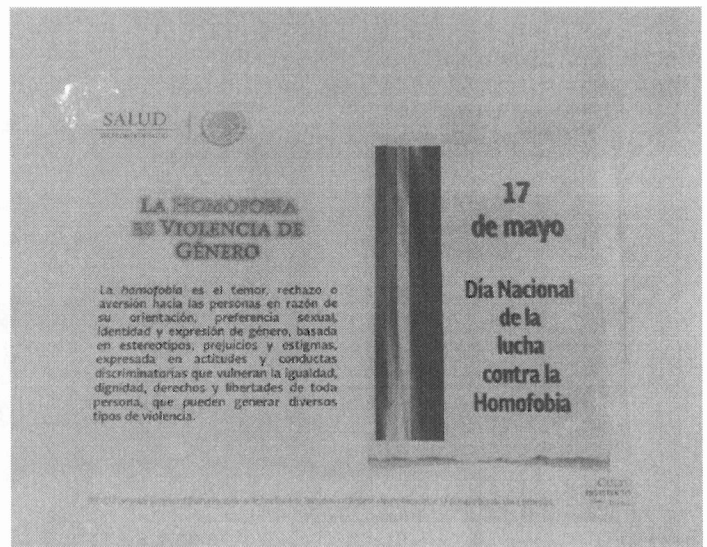 SALUD
LA HOMOFOBIA
ES VIOLENCIA DE
GÉNERO
La homofobia es el temor, rechazo o
aversión hacia las personas en razón de
su orientación, preferencia sexual,
identidad y expresión de género, basada
en estereotipos, prejuicios y estigmas,
expresada en actitudes y conductas
discriminatorias que vulneran la igualdad,
dignidad, derechos y libertades de toda
persona, que pueden generar diversos
tipos de violencia.
17
de mayo
Día Nacional
de la
lucha
contra la
Homofobia